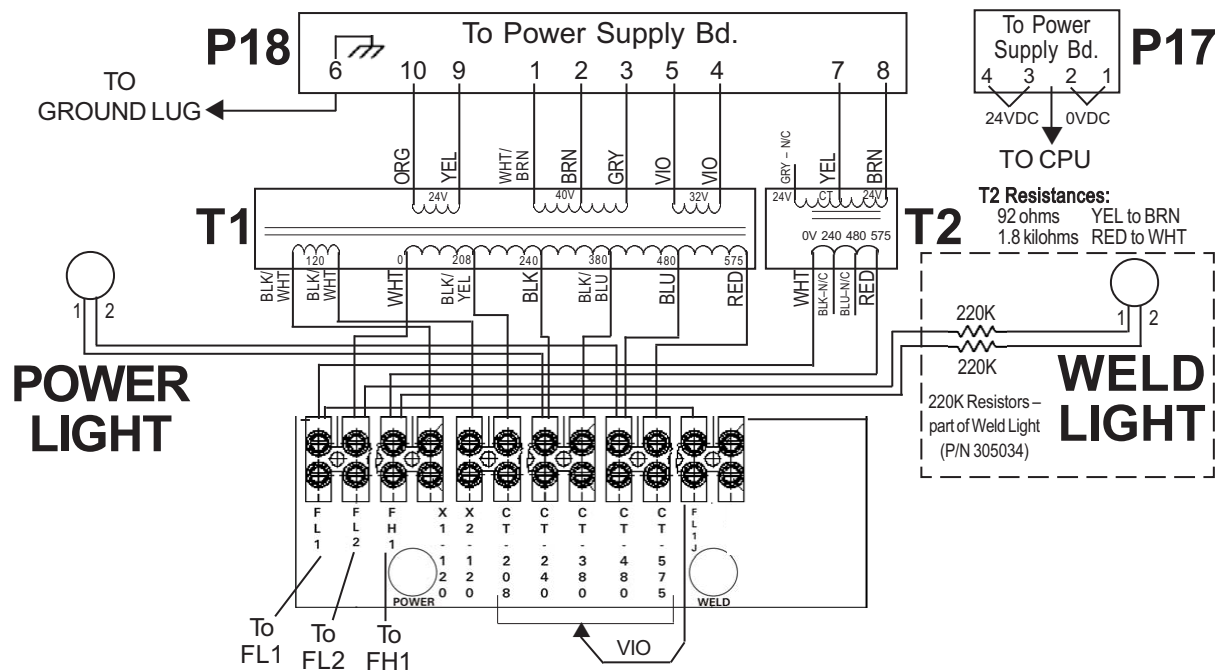 P18
To Power Supply Bd.
6 10 9 1 2 3 5 4 7 8
TO
GROUND LUG
To Power
Supply Bd.
4 3 2 1
P17
24VDC 0VDC
TO CPU
ORG
YEL
WHT/
BRN
BRN
GRY
VIO
VIO
GRY – N/C
YEL
BRN
T1
24V 40V 32V
120 0 208 240 380 480 575
24V CT 24V
0V 240 480 575
T2
T2 Resistances:
92 ohms YEL to BRN
1.8 kilohms RED to WHT
BLK/
WHT
BLK/
WHT
WHT
BLK/
YEL
BLK
BLK/
BLU
BLU
RED
WHT
BLK–N/C
BLU–N/C
RED
1 2
POWER
LIGHT
220K
220K
1 2
WELD
LIGHT
220K Resistors –
part of Weld Light
(P/N 305034)
FL1
FL2
FH1
X1-120
X2-120
CT-208
CT-240
CT-380
CT-480
CT-575
FL1J
POWER
WELD
To
FL1
To
FL2
To
FH1
VIO